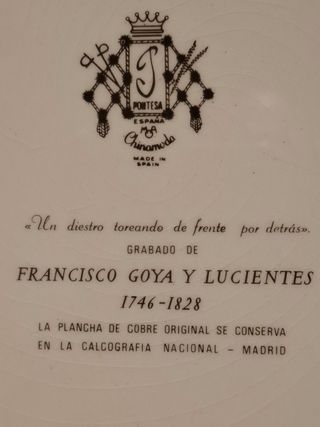 P
PONTESA
ESPAÑA
Chinamoda
MADE IN
SPAIN
«Un diestro toreando de frente por detrás».
GRABADO DE
FRANCISCO GOYA Y LUCIENTES
1746-1828
LA PLANCHA DE COBRE ORIGINAL SE CONSERVA
EN LA CALCOGRAFIA NACIONAL – MADRID